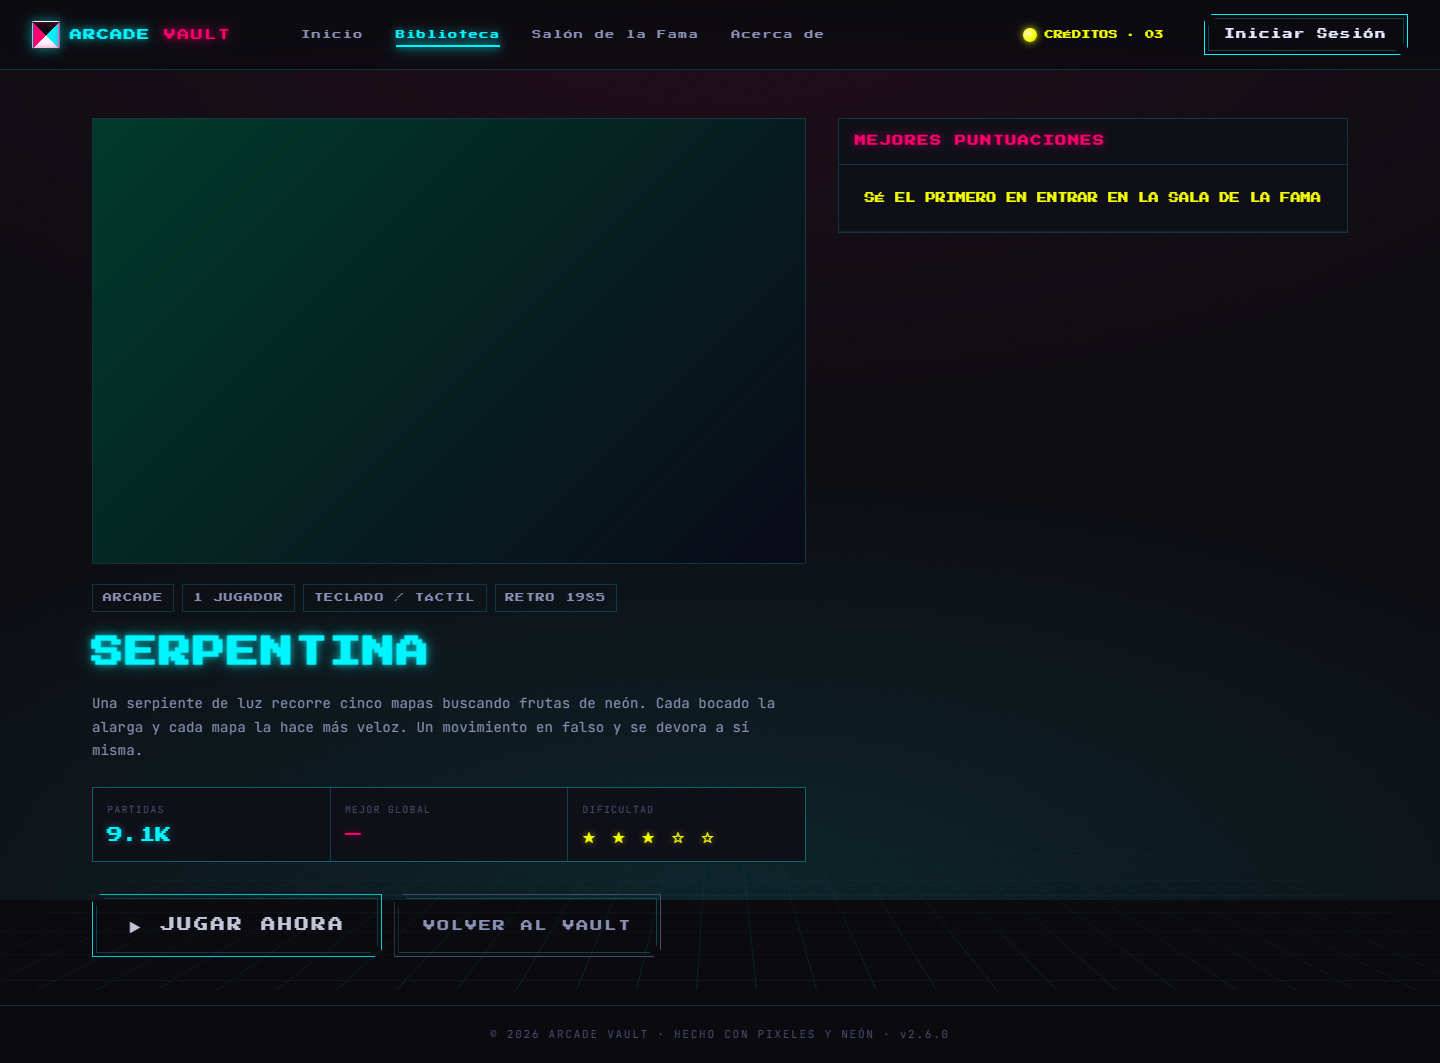 ARCADE VAULT
Inicio
Biblioteca
Salón de la Fama
Acerca de
CRéDITOS · 03
Iniciar Sesión
MEJORES PUNTUACIONES
Sé EL PRIMERO EN ENTRAR EN LA SALA DE LA FAMA
ARCADE
1 JUGADOR
TECLADO / TáCTIL
RETRO 1985
SERPENTINA
Una serpiente de luz recorre cinco mapas buscando frutas de neón. Cada bocado la
alarga y cada mapa la hace más veloz. Un movimiento en falso y se devora a sí
misma.
PARTIDAS
9.1K
MEJOR GLOBAL
—
DIFICULTAD
★ ★ ★ ☆ ☆
▶ JUGAR AHORA
VOLVER AL VAULT
© 2026 ARCADE VAULT · HECHO CON PIXELES Y NEÓN · v2.6.0